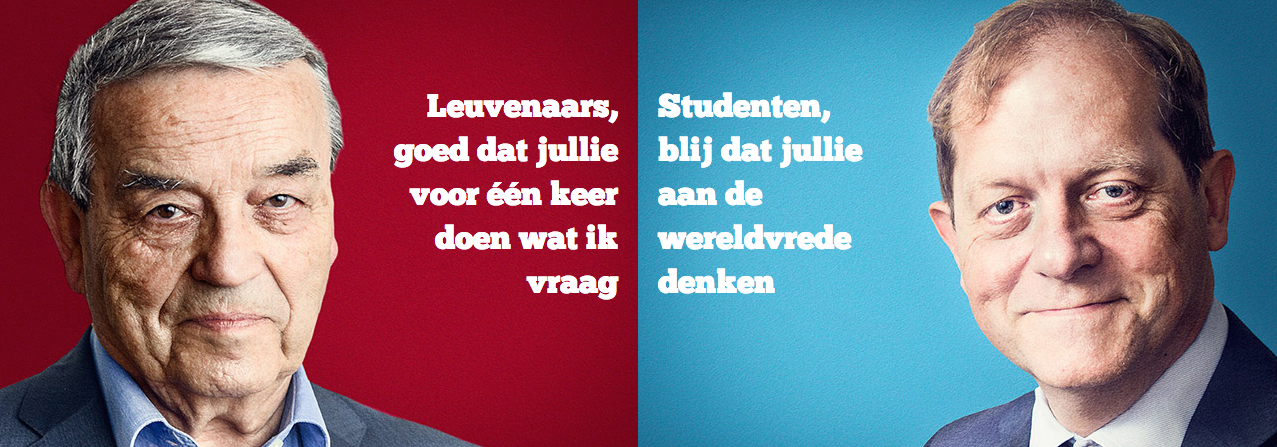 Leuvenaars,
goed dat jullie
voor één keer
doen wat ik
vraag
Studenten,
blij dat jullie
aan de
wereldvrede
denken